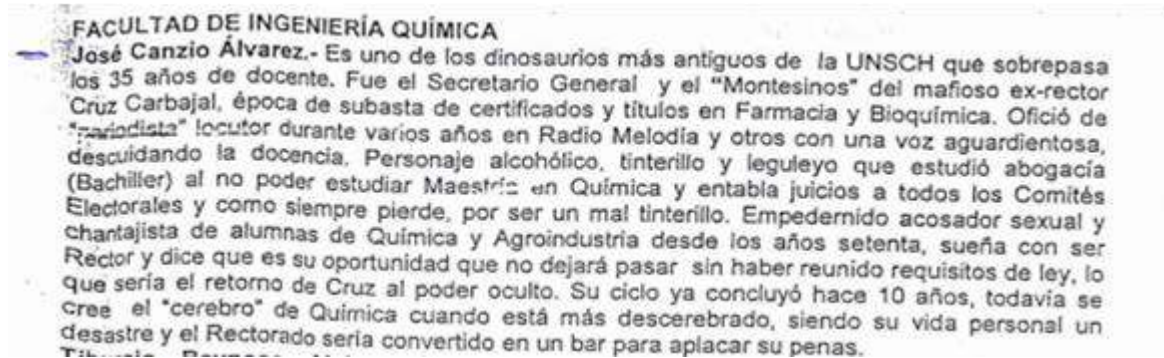 FACULTAD DE INGENIERÍA QUÍMICA
José Canzio Álvarez.- Es uno de los dinosaurios más antiguos de la UNSCH que sobrepasa
los 35 años de docente. Fue el Secretario General y el "Montesinos" del mafioso ex-rector
Cruz Carbajal, época de subasta de certificados y títulos en Farmacia y Bioquímica. Ofició de
"periodista" locutor durante varios años en Radio Melodía y otros con una voz aguardientosa,
descuidando la docencia. Personaje alcohólico, tinterillo y leguleyo que estudió abogacía
(Bachiller) al no poder estudiar Maestría en Química y entabla juicios a todos los Comités
Electorales y como siempre pierde, por ser un mal tinterillo. Empedernido acosador sexual y
chantajista de alumnas de Química y Agroindustria desde los años setenta, sueña con ser
Rector y dice que es su oportunidad que no dejará pasar sin haber reunido requisitos de ley, lo
que sería el retorno de Cruz al poder oculto. Su ciclo ya concluyó hace 10 años, todavía se
cree el "cerebro" de Química cuando está más descerebrado, siendo su vida personal un
desastre y el Rectorado sería convertido en un bar para aplacar su penas.